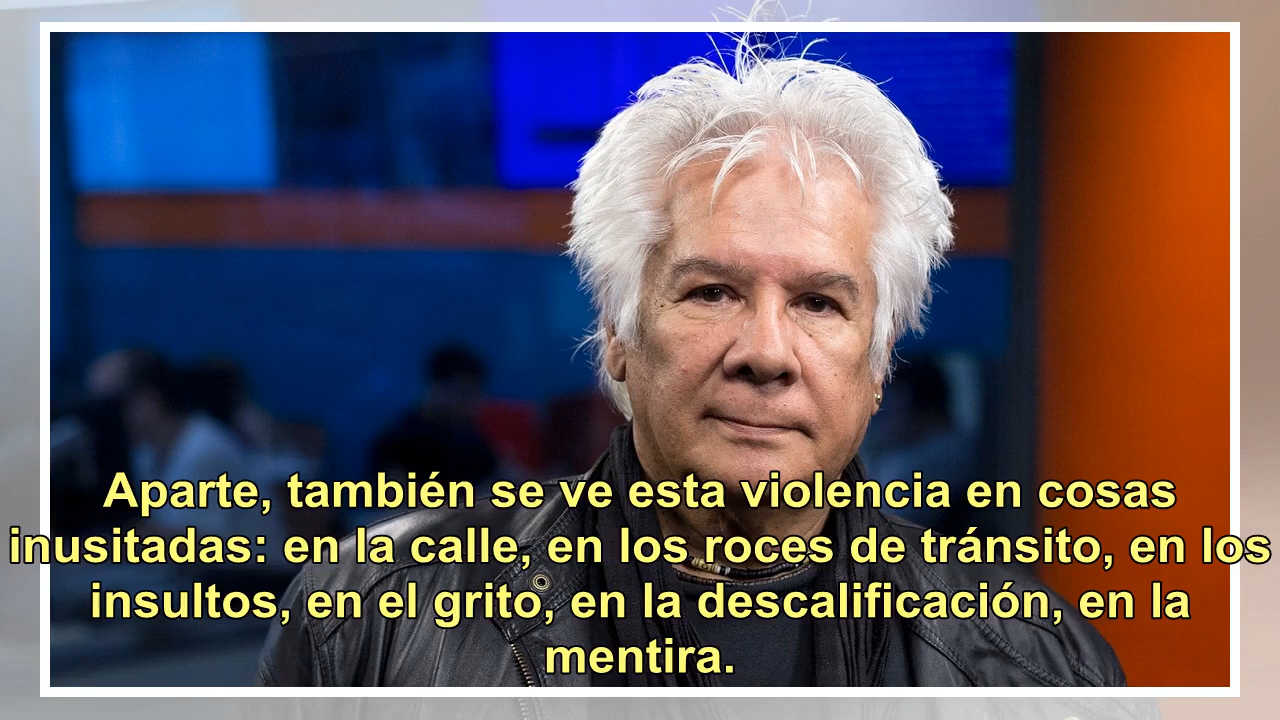 Aparte, también se ve esta violencia en cosas
inusitadas: en la calle, en los roces de tránsito, en los
insultos, en el grito, en la descalificación, en la
mentira.